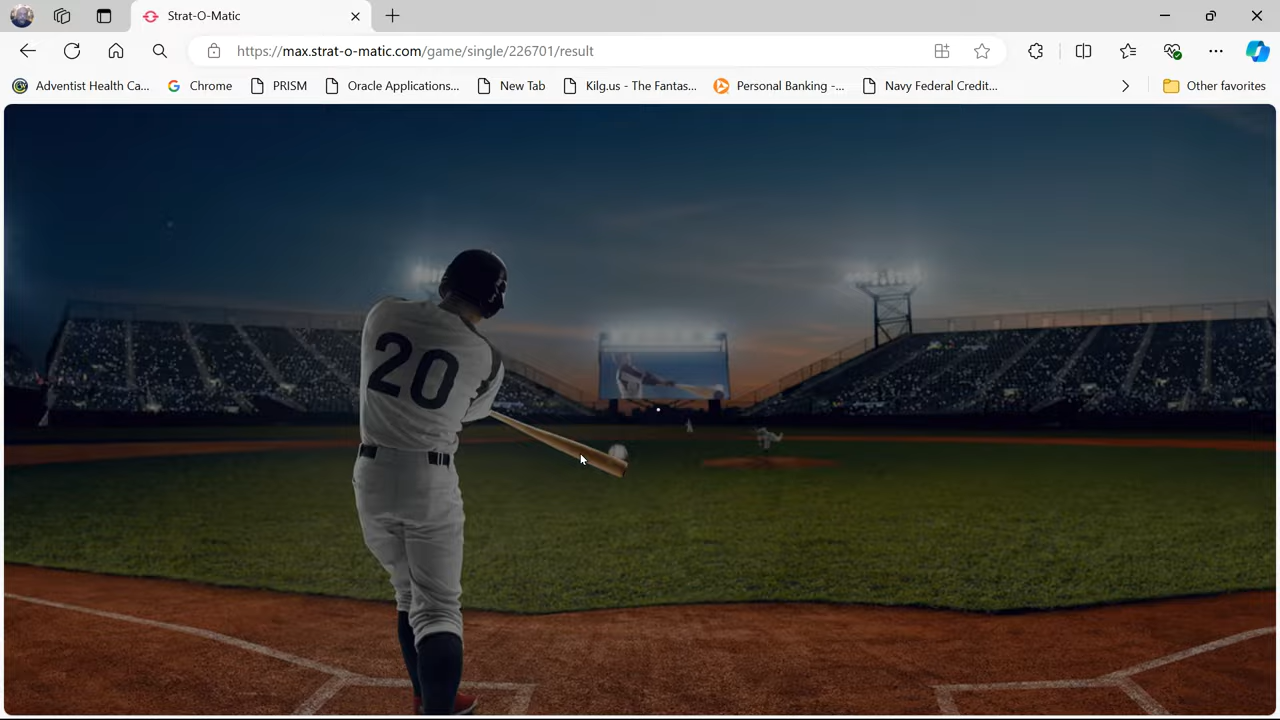 Strat-O-Matic
https://max.strat-o-matic.com/game/single/226701/result
Adventist Health Ca... Chrome PRISM Oracle Applications... New Tab Kilg.us - The Fantas... Personal Banking -... Navy Federal Credit... Other favorites
20